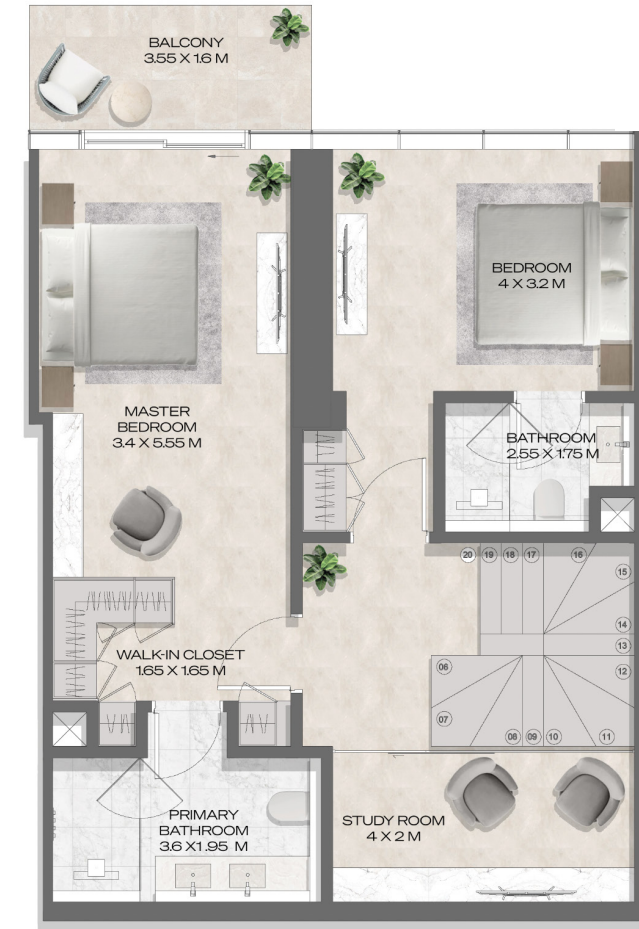 BALCONY
3.55 X 1.6 M
BEDROOM
4 X 3.2 M
MASTER
BEDROOM
3.4 X 5.55 M
BATHROOM
2.55 X 1.75 M
20 19 18 17 16
15
14
13
12
06
07
08 09 10 11
WALK-IN CLOSET
1.65 X 1.65 M
PRIMARY
BATHROOM
3.6 X1.95 M
STUDY ROOM
4 X 2 M